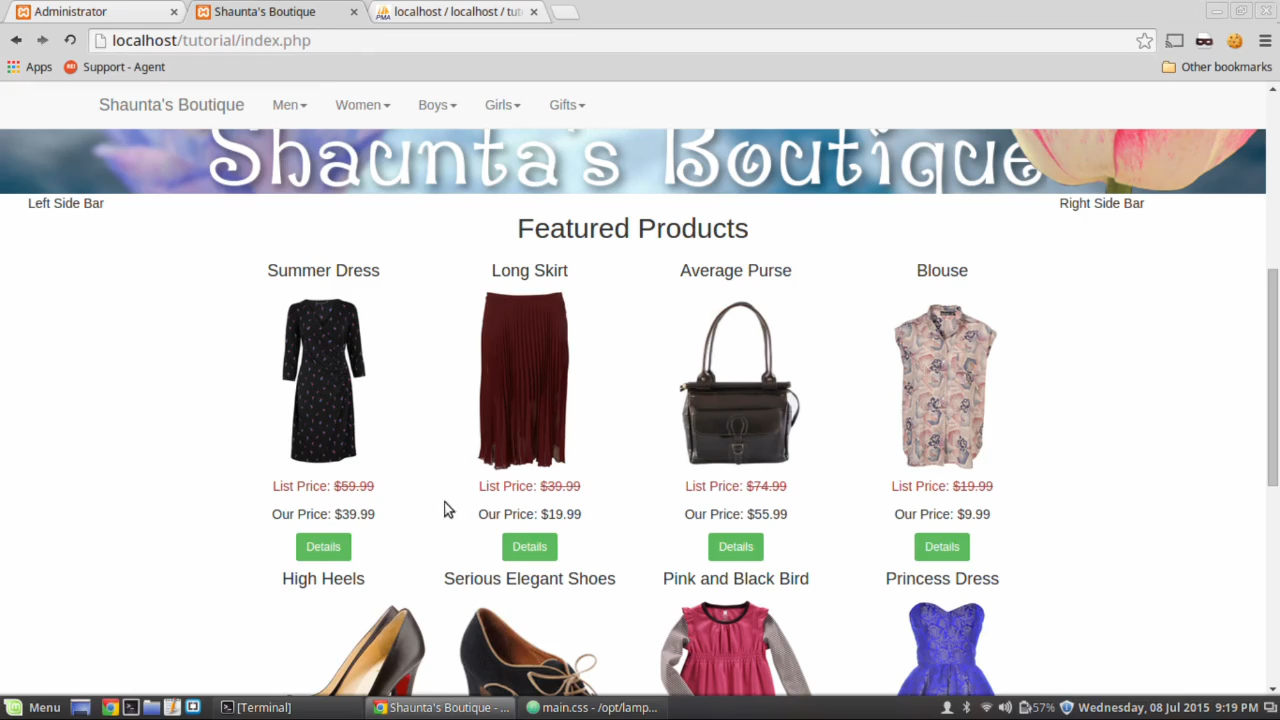 Administrator
Shaunta's Boutique
localhost / localhost / tut
localhost/tutorial/index.php
Apps
Support - Agent
Other bookmarks
Shaunta's Boutique Men Women Boys Girls Gifts
Shaunta's Boutique
Left Side Bar
Right Side Bar
Featured Products
Summer Dress
Long Skirt
Average Purse
Blouse
List Price: $59.99
List Price: $39.99
List Price: $74.99
List Price: $19.99
Our Price: $39.99
Our Price: $19.99
Our Price: $55.99
Our Price: $9.99
Details
Details
Details
Details
High Heels
Serious Elegant Shoes
Pink and Black Bird
Princess Dress
Menu
[Terminal]
Shaunta's Boutique - ...
main.css - /opt/lamp...
57%
Wednesday, 08 July 2015 9:19 PM